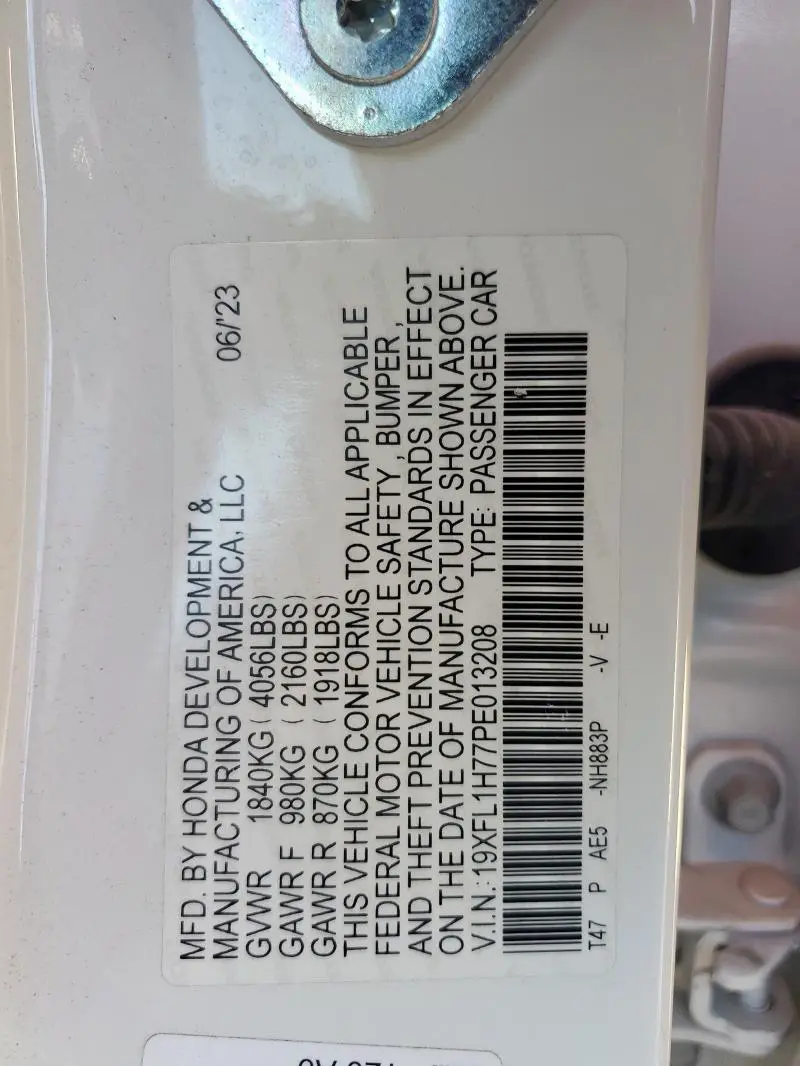 MFD. BY HONDA DEVELOPMENT &
MANUFACTURING OF AMERICA, LLC 06/'23
GVWR 1840KG ( 4056LBS)
GAWR F 980KG ( 2160LBS)
GAWR R 870KG ( 1918LBS)
THIS VEHICLE CONFORMS TO ALL APPLICABLE
FEDERAL MOTOR VEHICLE SAFETY , BUMPER ,
AND THEFT PREVENTION STANDARDS IN EFFECT
ON THE DATE OF MANUFACTURE SHOWN ABOVE.
V.I.N.:19XFL1H77PE013208 TYPE: PASSENGER CAR
T47 P AE5 -NH883P -V -E